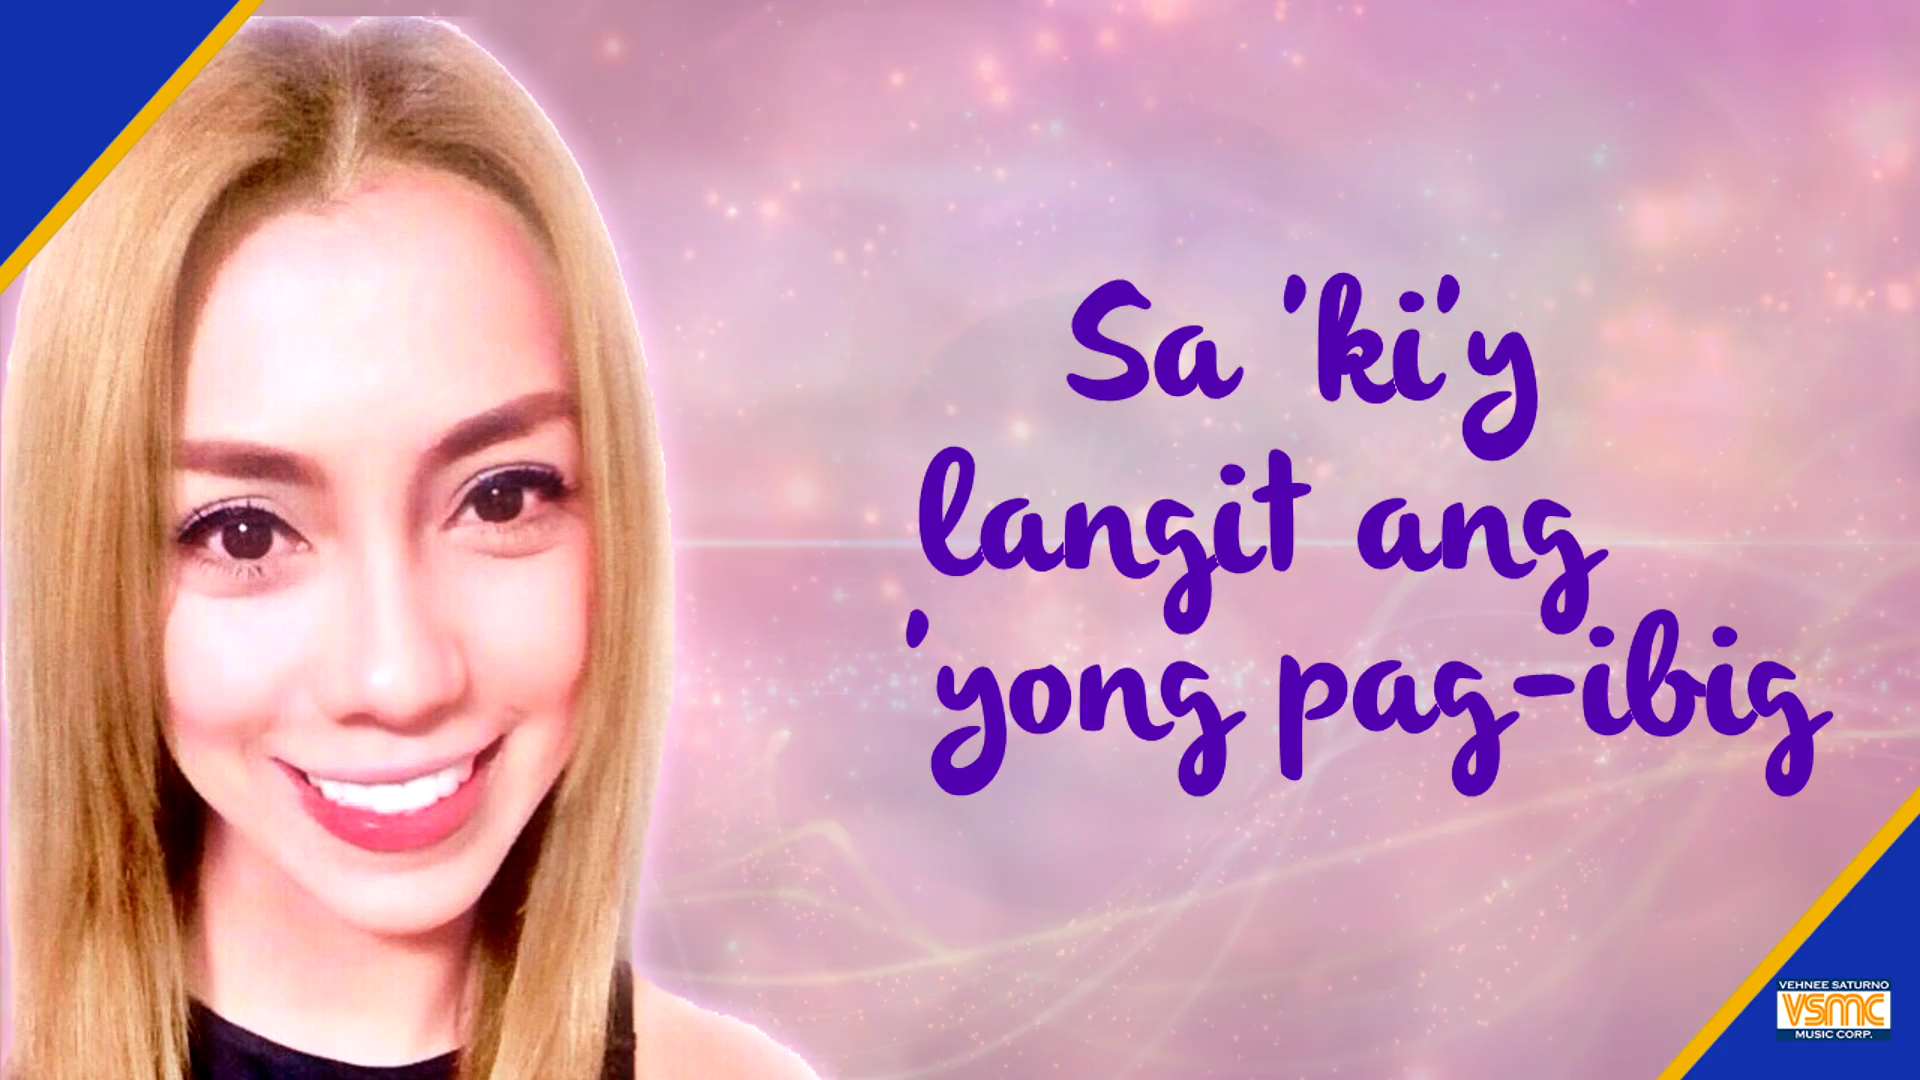 Sa 'ki'y
langit ang
'yong pag-ibig
VEHNEE SATURNO
VSMC
MUSIC CORP.